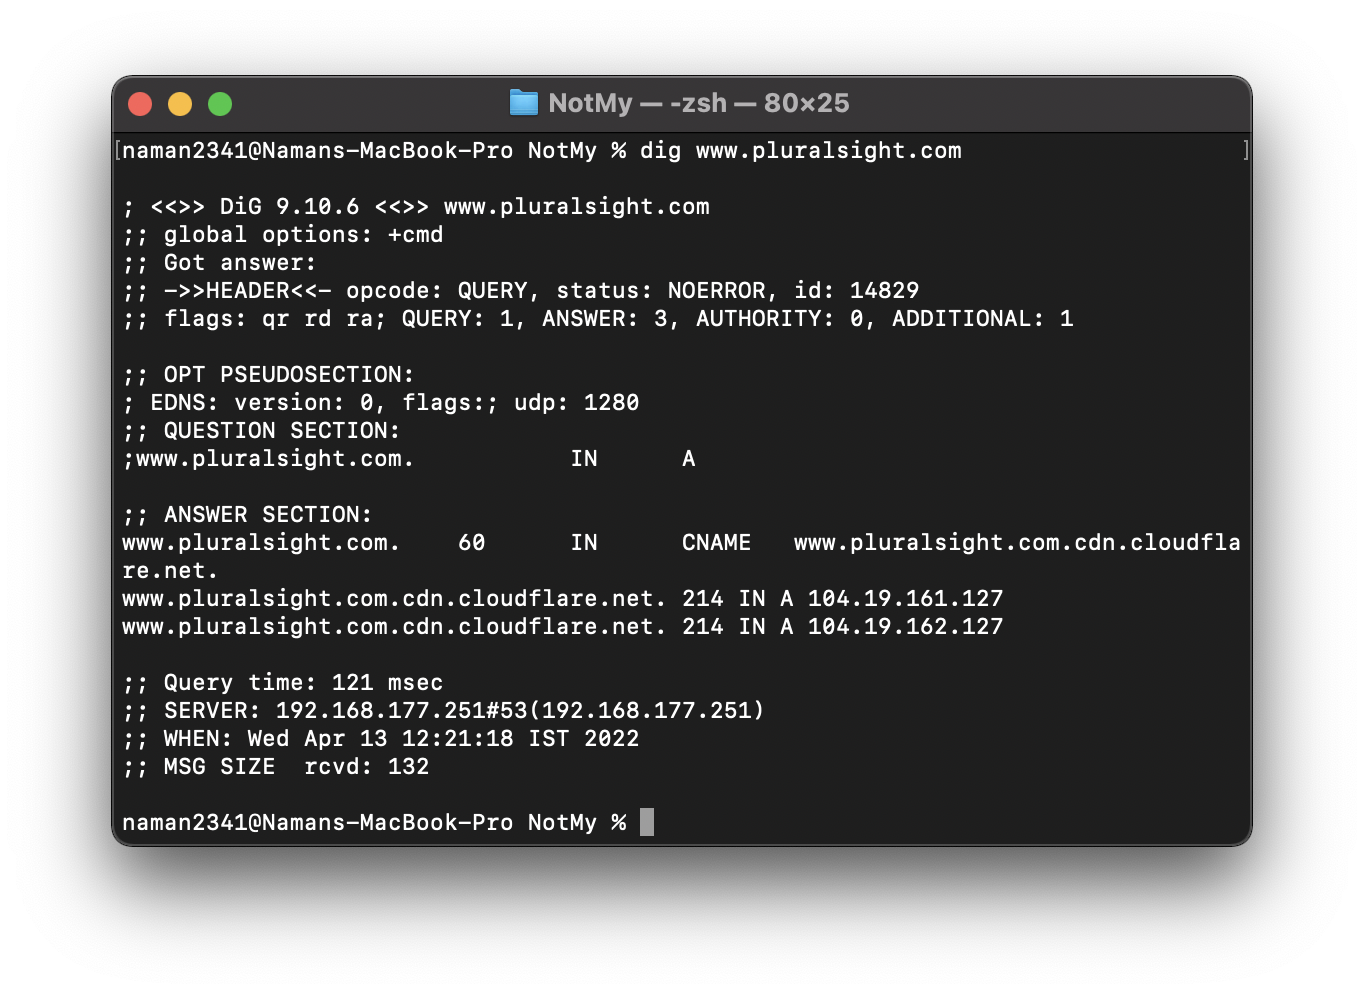 NotMy — -zsh — 80×25
[naman2341@Namans-MacBook-Pro NotMy % dig www.pluralsight.com ]
; <<>> DiG 9.10.6 <<>> www.pluralsight.com
;; global options: +cmd
;; Got answer:
;; ->>HEADER<<- opcode: QUERY, status: NOERROR, id: 14829
;; flags: qr rd ra; QUERY: 1, ANSWER: 3, AUTHORITY: 0, ADDITIONAL: 1
;; OPT PSEUDOSECTION:
; EDNS: version: 0, flags:; udp: 1280
;; QUESTION SECTION:
;www.pluralsight.com. IN A
;; ANSWER SECTION:
www.pluralsight.com. 60 IN CNAME www.pluralsight.com.cdn.cloudfla
re.net.
www.pluralsight.com.cdn.cloudflare.net. 214 IN A 104.19.161.127
www.pluralsight.com.cdn.cloudflare.net. 214 IN A 104.19.162.127
;; Query time: 121 msec
;; SERVER: 192.168.177.251#53(192.168.177.251)
;; WHEN: Wed Apr 13 12:21:18 IST 2022
;; MSG SIZE rcvd: 132
naman2341@Namans-MacBook-Pro NotMy %